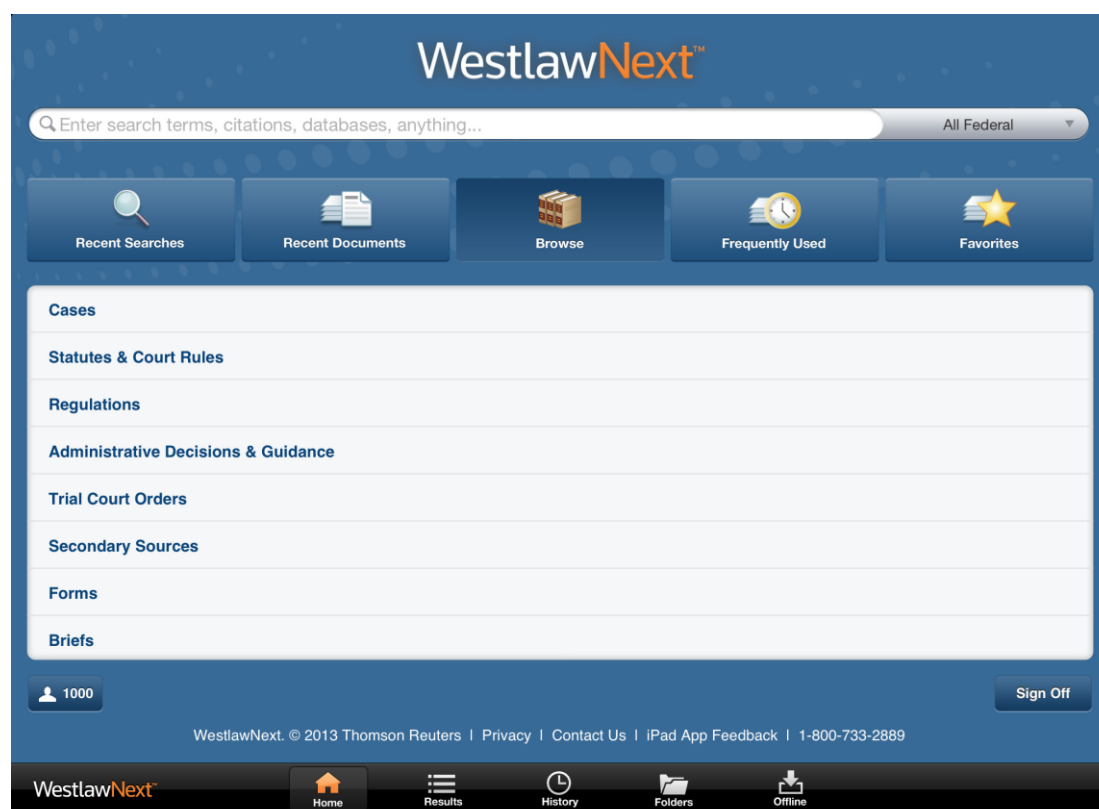 WestlawNext™
Enter search terms, citations, databases, anything... All Federal
Recent Searches Recent Documents Browse Frequently Used Favorites
Cases
Statutes & Court Rules
Regulations
Administrative Decisions & Guidance
Trial Court Orders
Secondary Sources
Forms
Briefs
1000 Sign Off
WestlawNext. © 2013 Thomson Reuters | Privacy | Contact Us | iPad App Feedback | 1-800-733-2889
WestlawNext™ Home Results History Folders Offline